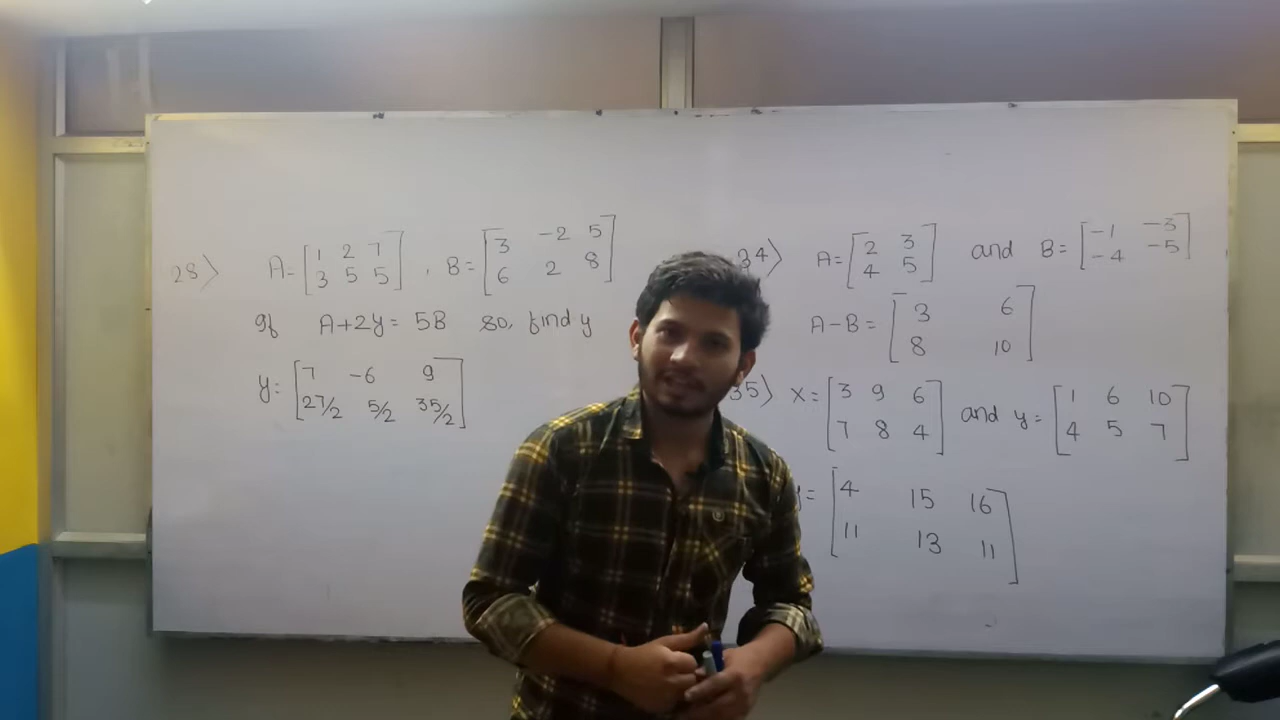 28) A= [1 2 7 , B= [3 -2 5]
3 5 5] 6 2 8]
If A+2y= 5B so, find y
y= [7 -6 9
27/2 5/2 35/2]
34) A= [2 3 and B= [-1 -3
4 5] -4 -5]
A-B= [3 6
8 10]
35) X= [3 9 6 and y= [1 6 10
7 8 4] 4 5 7]
= [4 15 16
11 13 11]